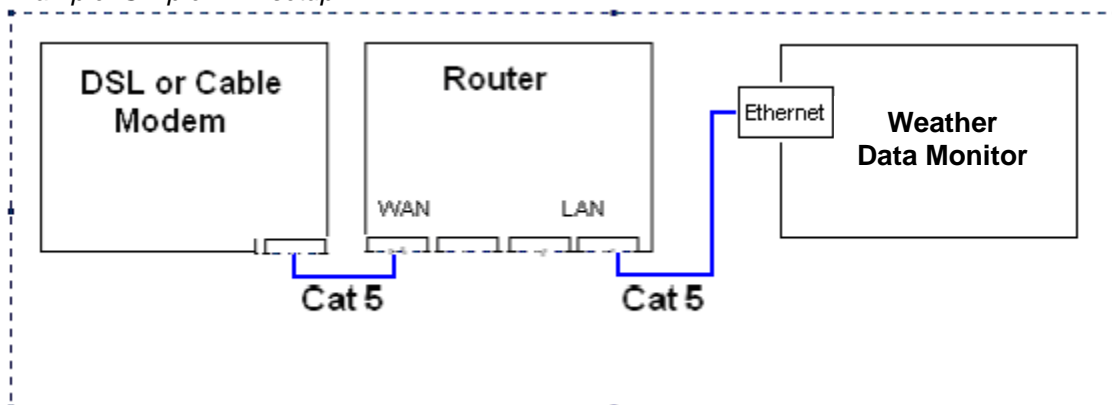 DSL or Cable
Modem
Router
WAN
LAN
Ethernet
Weather
Data Monitor
Cat 5
Cat 5